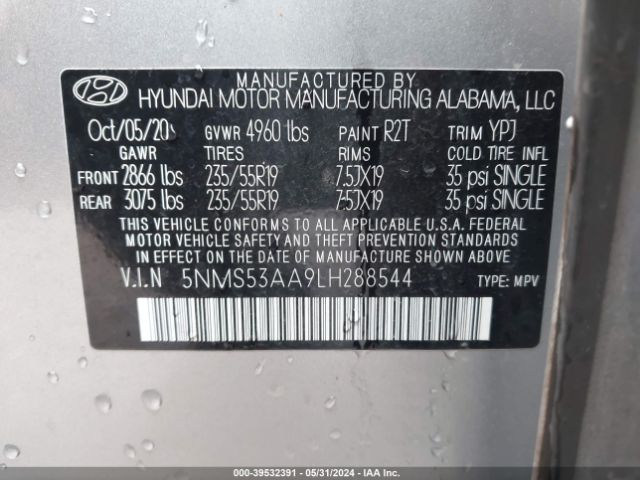 MANUFACTURED BY
HYUNDAI MOTOR MANUFACTURING ALABAMA, LLC
Oct/05/20 GVWR 4960 lbs PAINT R2T TRIM YPJ
GAWR TIRES RIMS COLD TIRE INFL
FRONT 2866 lbs 235/55R19 7.5JX19 35 psi SINGLE
REAR 3075 lbs 235/55R19 7.5JX19 35 psi SINGLE
THIS VEHICLE CONFORMS TO ALL APPLICABLE U.S.A. FEDERAL
MOTOR VEHICLE SAFETY AND THEFT PREVENTION STANDARDS
IN EFFECT ON THE DATE OF MANUFACTURE SHOWN ABOVE.
V.I.N 5NMS53AA9LH288544 TYPE: MPV
000-39532391 - 05/31/2024 - IAA Inc.